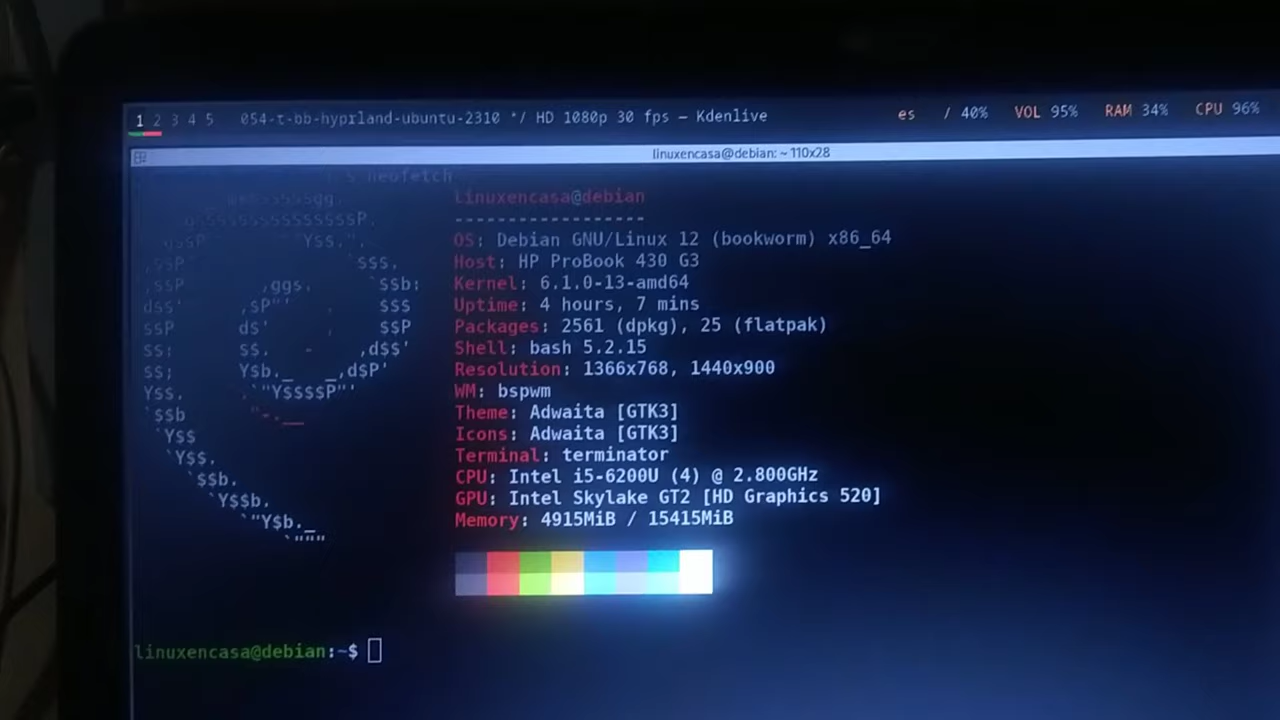 1 2 3 4 5 054-t-bb-hyprland-ubuntu-2310 */ HD 1080p 30 fps — Kdenlive es / 40% VOL 95% RAM 34% CPU 96%
linuxencasa@debian: ~ 110x28
$ neofetch
linuxencasa@debian
------------------
OS: Debian GNU/Linux 12 (bookworm) x86_64
Host: HP ProBook 430 G3
Kernel: 6.1.0-13-amd64
Uptime: 4 hours, 7 mins
Packages: 2561 (dpkg), 25 (flatpak)
Shell: bash 5.2.15
Resolution: 1366x768, 1440x900
WM: bspwm
Theme: Adwaita [GTK3]
Icons: Adwaita [GTK3]
Terminal: terminator
CPU: Intel i5-6200U (4) @ 2.800GHz
GPU: Intel Skylake GT2 [HD Graphics 520]
Memory: 4915MiB / 15415MiB
linuxencasa@debian:~$